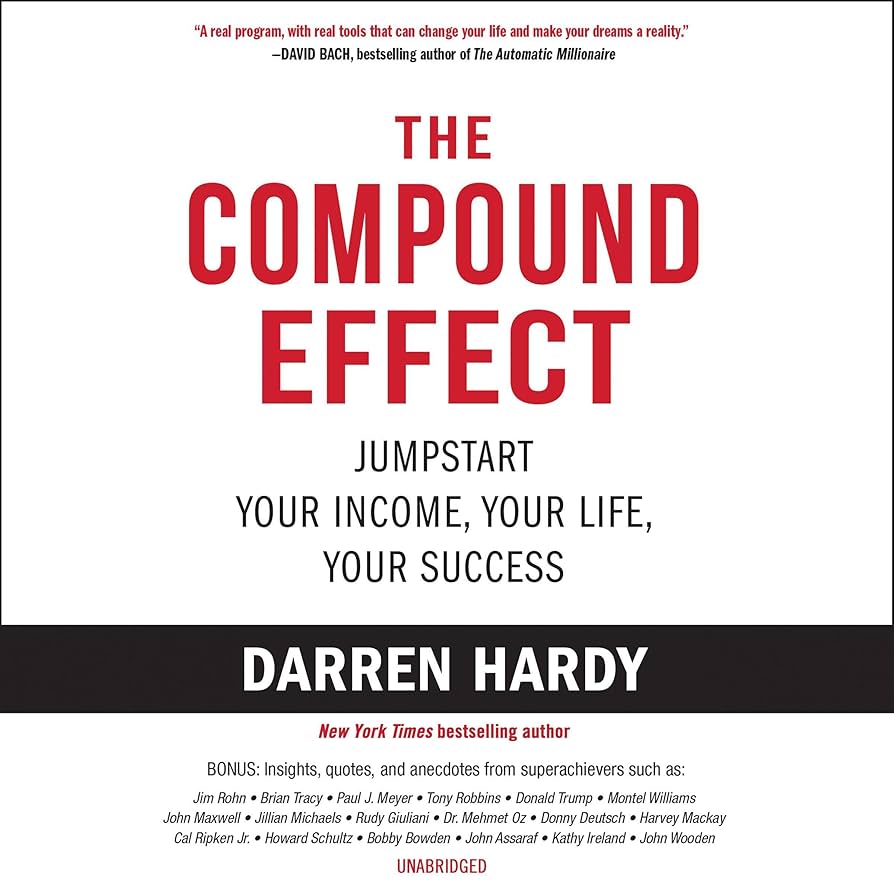 “A real program, with real tools that can change your life and make your dreams a reality.”
—DAVID BACH, bestselling author of The Automatic Millionaire
THE
COMPOUND
EFFECT
JUMPSTART
YOUR INCOME, YOUR LIFE,
YOUR SUCCESS
DARREN HARDY
New York Times bestselling author
BONUS: Insights, quotes, and anecdotes from superachievers such as:
Jim Rohn • Brian Tracy • Paul J. Meyer • Tony Robbins • Donald Trump • Montel Williams
John Maxwell • Jillian Michaels • Rudy Giuliani • Dr. Mehmet Oz • Donny Deutsch • Harvey Mackay
Cal Ripken Jr. • Howard Schultz • Bobby Bowden • John Assaraf • Kathy Ireland • John Wooden
UNABRIDGED